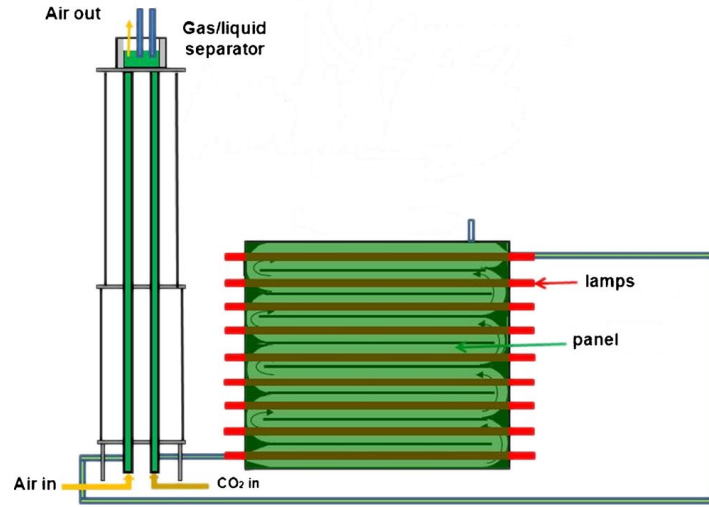 Air out
Gas/liquid
separator
lamps
panel
Air in
CO₂ in